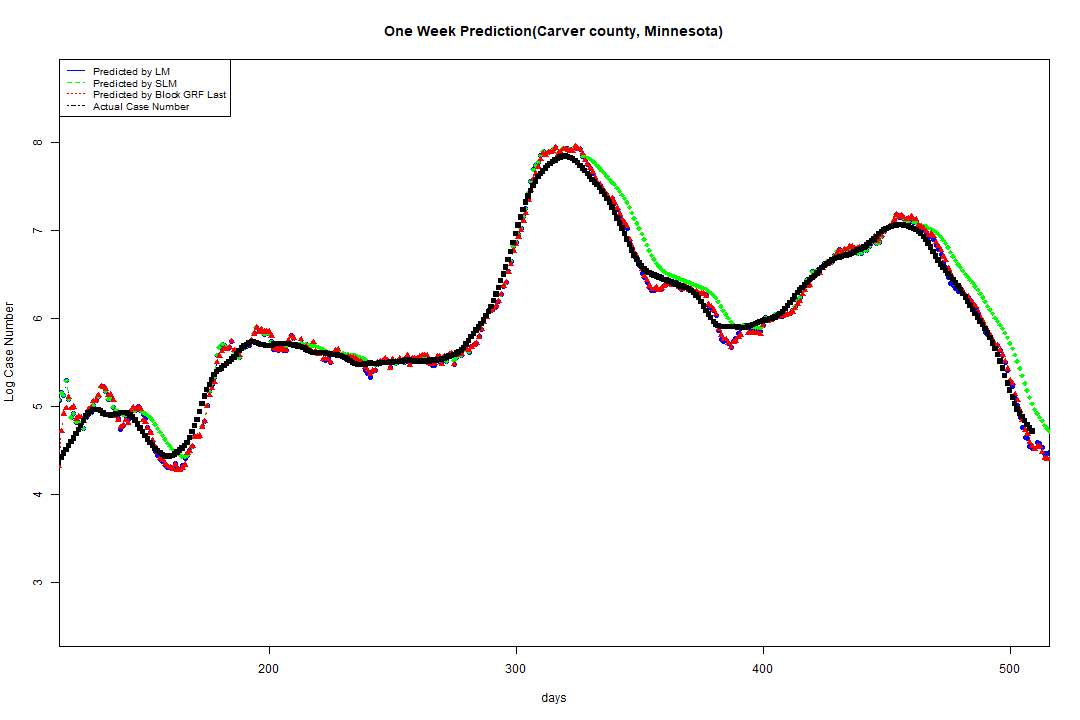 One Week Prediction(Carver county, Minnesota)
Predicted by LM
Predicted by SLM
Predicted by Block GRF Last
Actual Case Number
8
7
6
5
4
3
Log Case Number
200 300 400 500
days